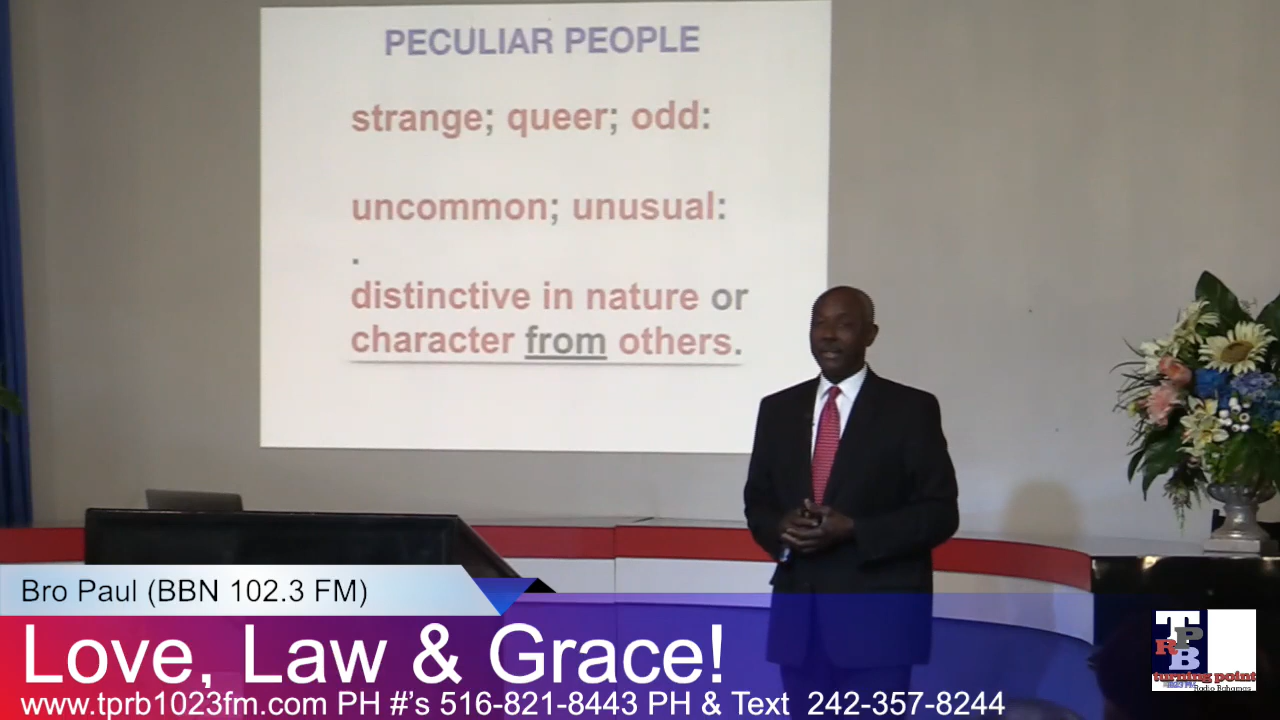 PECULIAR PEOPLE
strange; queer; odd:
uncommon; unusual:
.
distinctive in nature or
character from others.
Bro Paul (BBN 102.3 FM)
Love, Law & Grace!
www.tprb1023fm.com PH #'s 516-821-8443 PH & Text 242-357-8244
T
RPB
turning point
Radio Bahamas